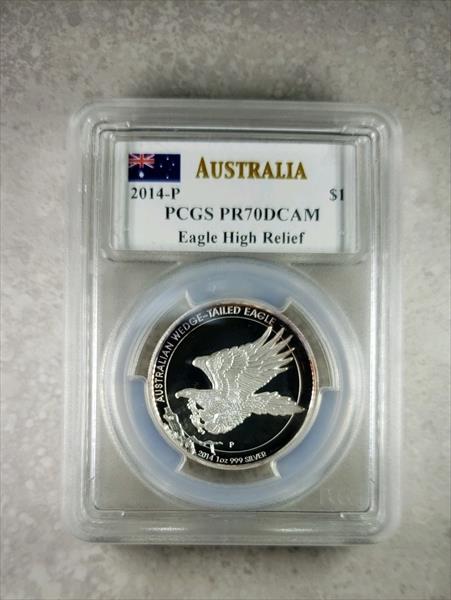 AUSTRALIA
2014-P $1
PCGS PR70DCAM
Eagle High Relief
AUSTRALIAN WEDGE-TAILED EAGLE
P
2014 1oz 999 SILVER